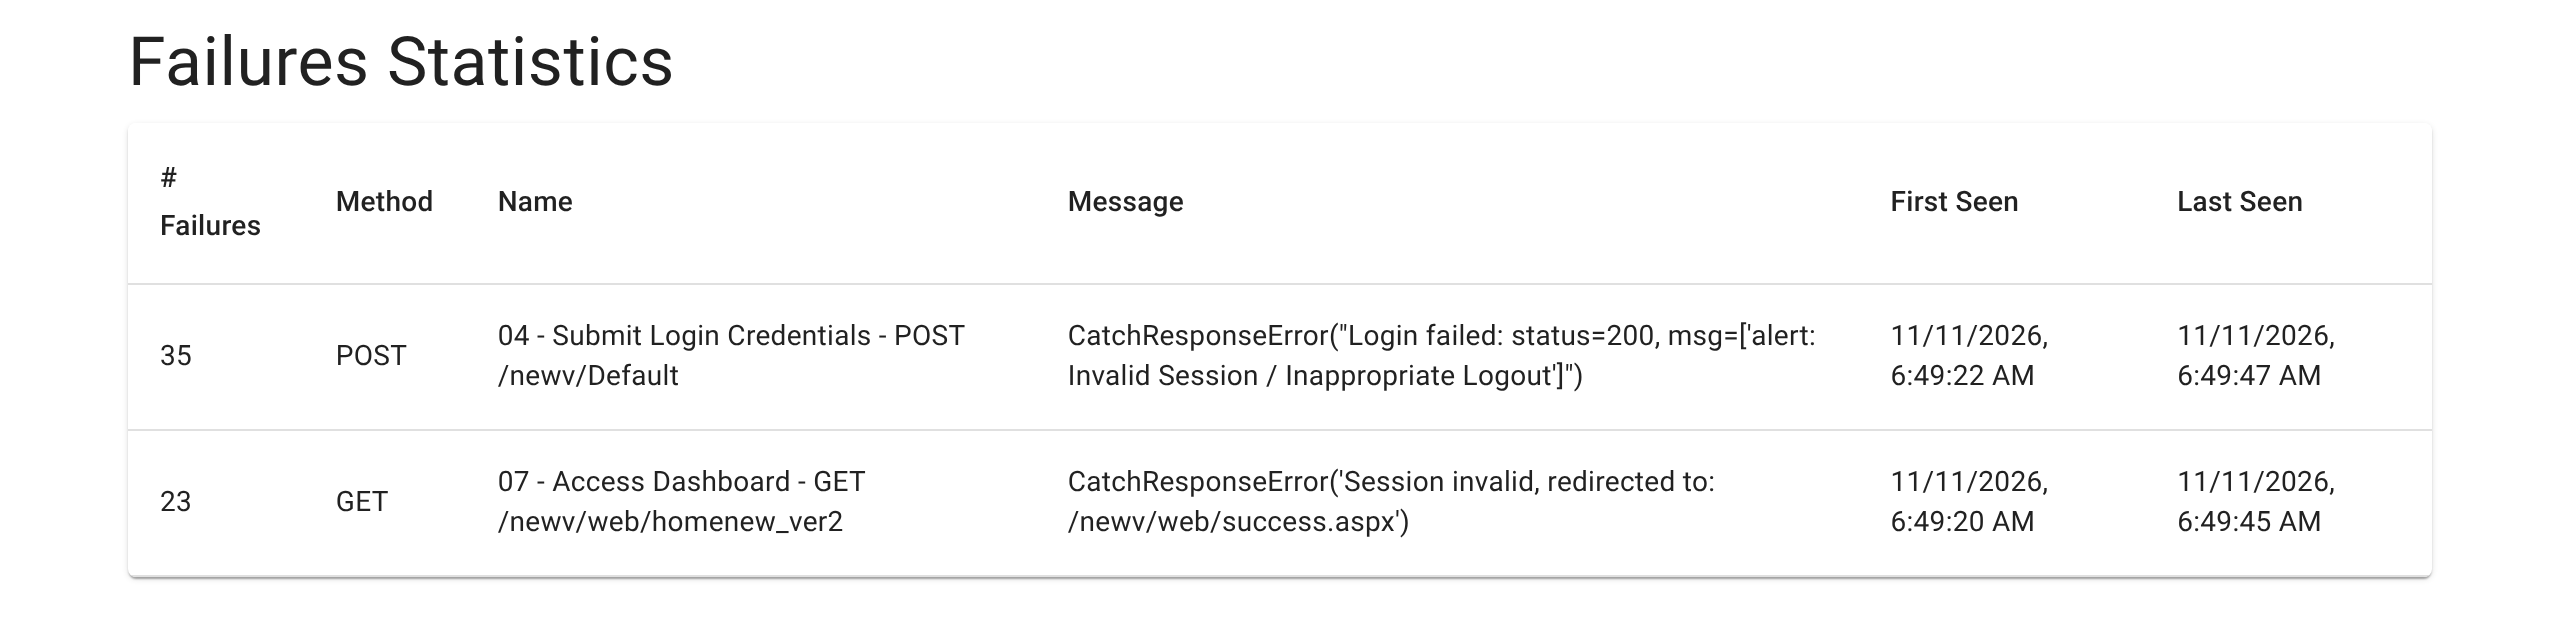 Failures Statistics
#
Failures
Method
Name
Message
First Seen
Last Seen
35
POST
04 - Submit Login Credentials - POST
/newv/Default
CatchResponseError("Login failed: status=200, msg=['alert:
Invalid Session / Inappropriate Logout']")
11/11/2026,
6:49:22 AM
11/11/2026,
6:49:47 AM
23
GET
07 - Access Dashboard - GET
/newv/web/homenew_ver2
CatchResponseError('Session invalid, redirected to:
/newv/web/success.aspx')
11/11/2026,
6:49:20 AM
11/11/2026,
6:49:45 AM